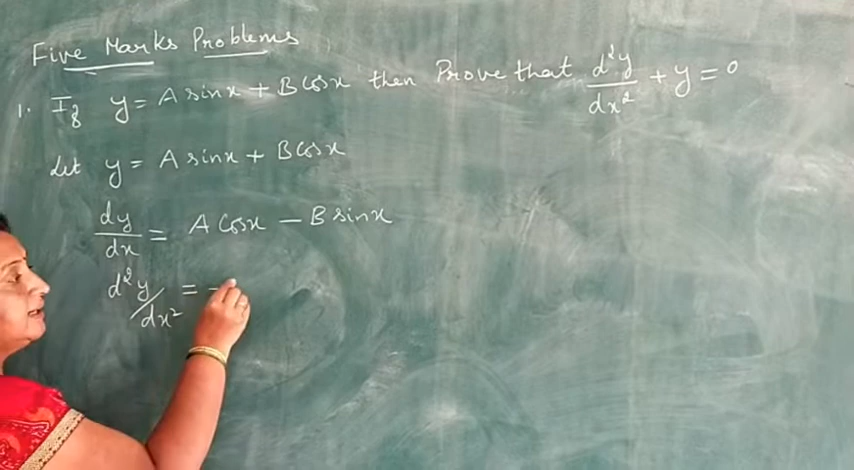 Five Marks Problems
1. If y = A sinx + B Cosx then Prove that d²y/dx² + y = 0
Let y = A sinx + B Cosx
dy/dx = A Cosx − B sinx
d²y/dx² = −